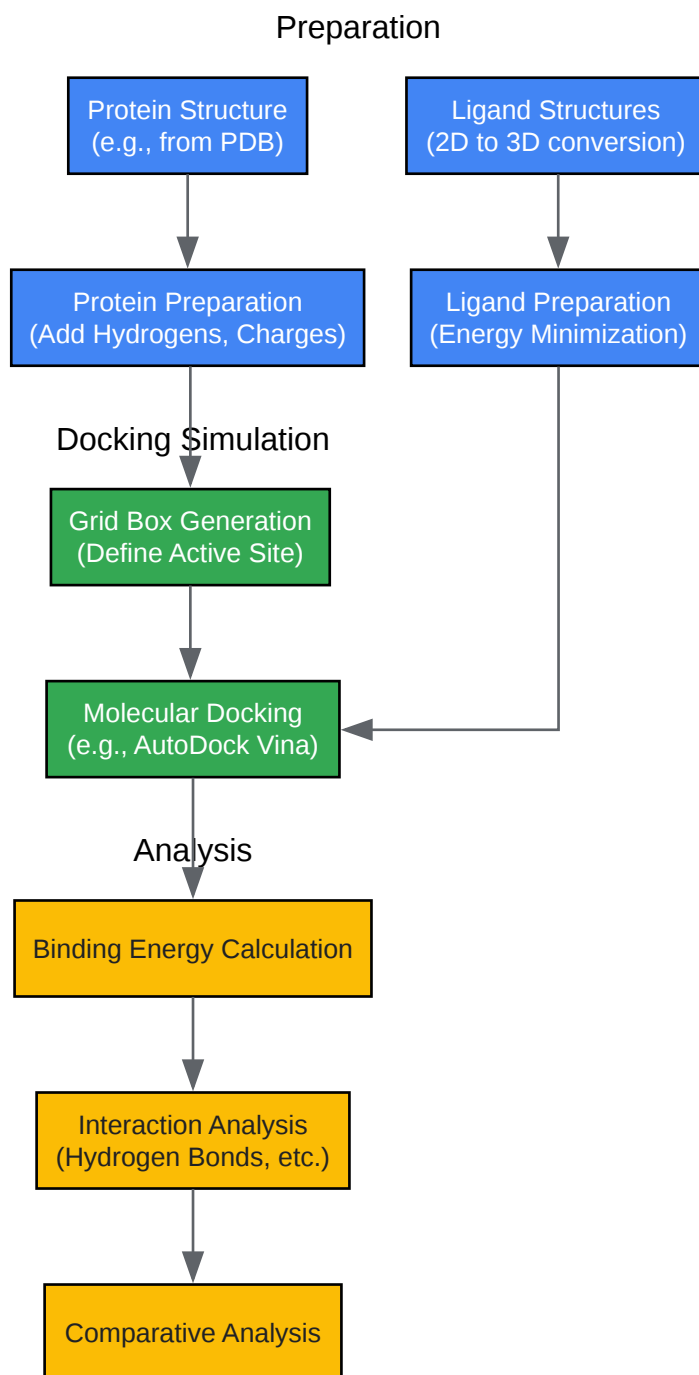 Preparation
Protein Structure
(e.g., from PDB)
Ligand Structures
(2D to 3D conversion)
Protein Preparation
(Add Hydrogens, Charges)
Ligand Preparation
(Energy Minimization)
Docking Simulation
Grid Box Generation
(Define Active Site)
Molecular Docking
(e.g., AutoDock Vina)
Analysis
Binding Energy Calculation
Interaction Analysis
(Hydrogen Bonds, etc.)
Comparative Analysis